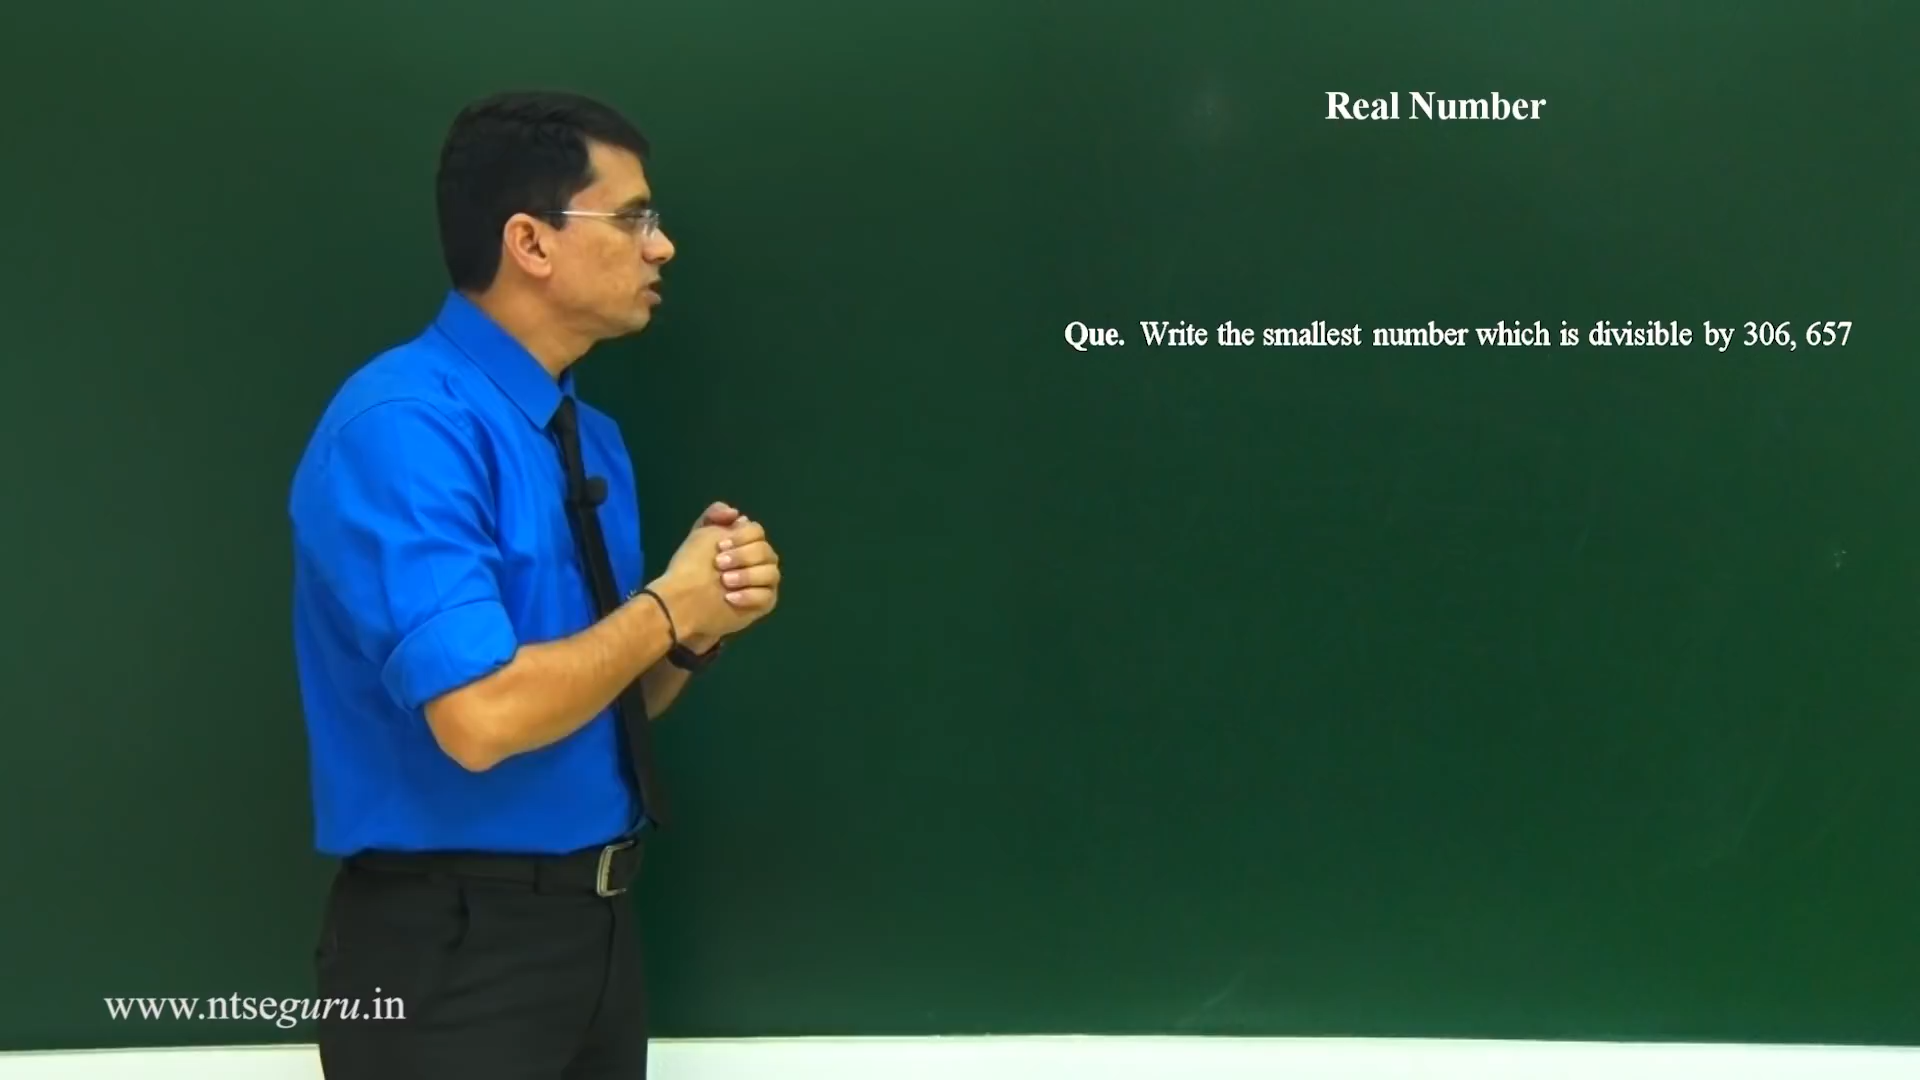 Real Number
Que. Write the smallest number which is divisible by 306, 657
www.ntseguru.in